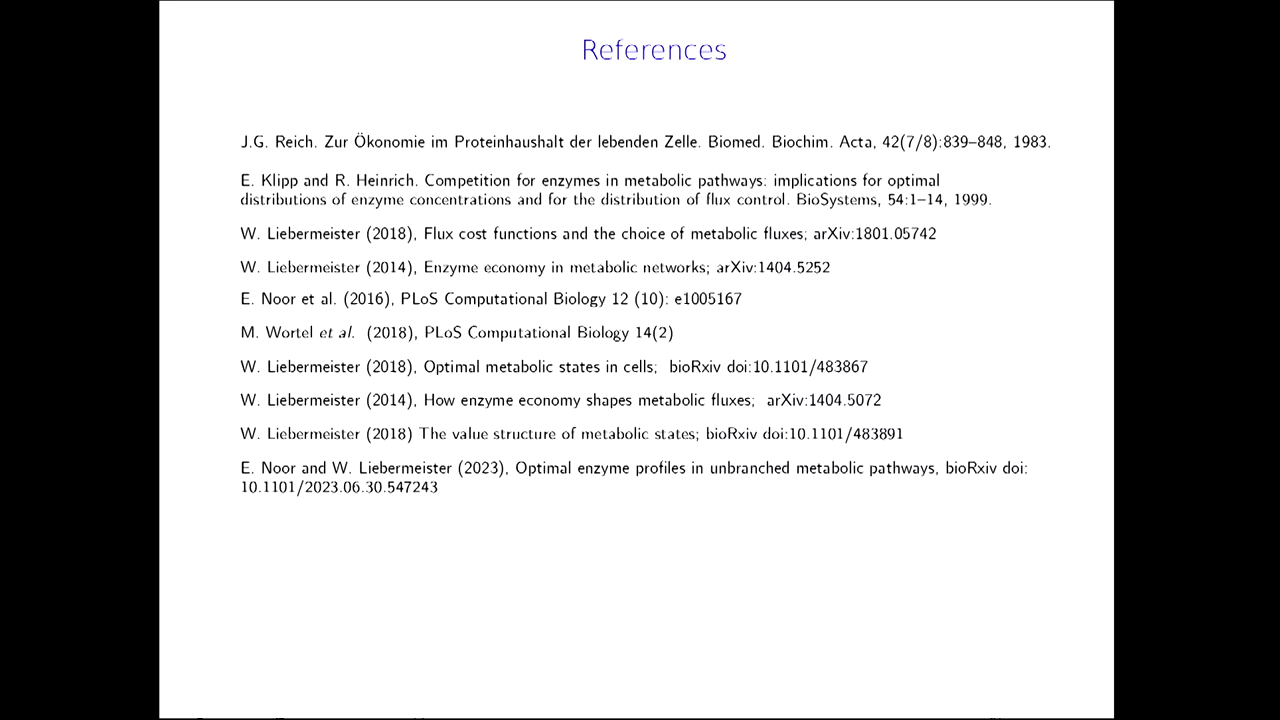 References
J.G. Reich. Zur Ökonomie im Proteinhaushalt der lebenden Zelle. Biomed. Biochim. Acta, 42(7/8):839–848, 1983.
E. Klipp and R. Heinrich. Competition for enzymes in metabolic pathways: implications for optimal
distributions of enzyme concentrations and for the distribution of flux control. BioSystems, 54:1–14, 1999.
W. Liebermeister (2018), Flux cost functions and the choice of metabolic fluxes; arXiv:1801.05742
W. Liebermeister (2014), Enzyme economy in metabolic networks; arXiv:1404.5252
E. Noor et al. (2016), PLoS Computational Biology 12 (10): e1005167
M. Wortel et al. (2018), PLoS Computational Biology 14(2)
W. Liebermeister (2018), Optimal metabolic states in cells; bioRxiv doi:10.1101/483867
W. Liebermeister (2014), How enzyme economy shapes metabolic fluxes; arXiv:1404.5072
W. Liebermeister (2018) The value structure of metabolic states; bioRxiv doi:10.1101/483891
E. Noor and W. Liebermeister (2023), Optimal enzyme profiles in unbranched metabolic pathways, bioRxiv doi:
10.1101/2023.06.30.547243